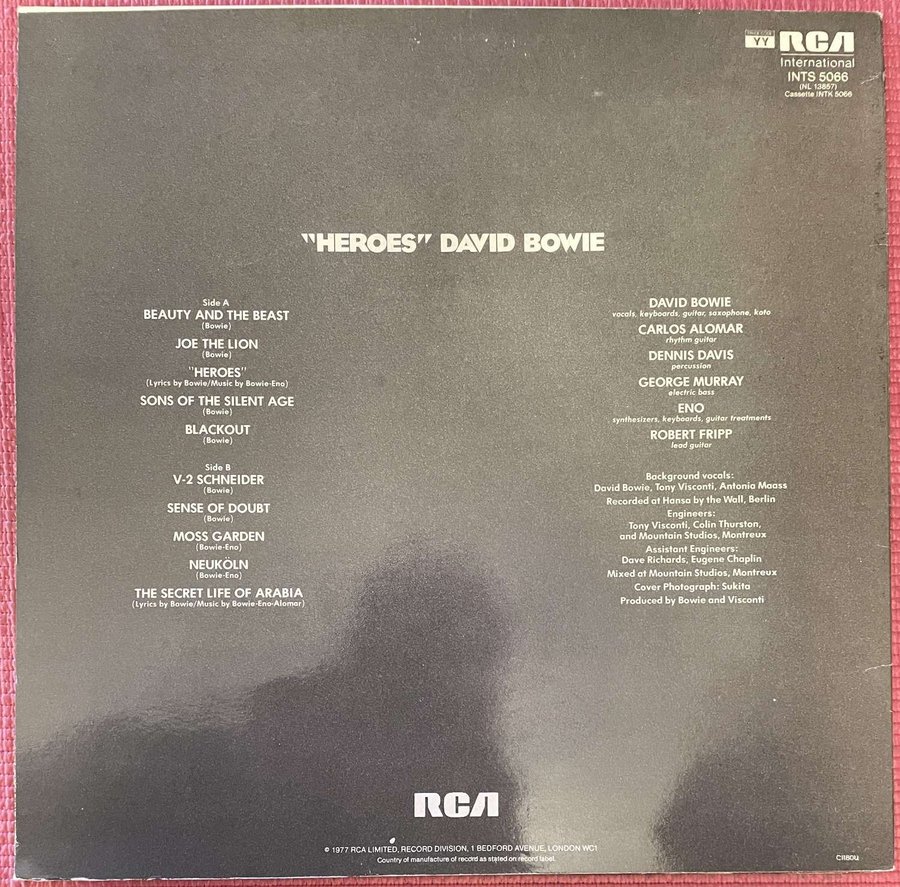 YY
RCA
International
INTS 5066
(NL 13857)
Cassette INTK 5066
"HEROES" DAVID BOWIE
Side A
BEAUTY AND THE BEAST
(Bowie)
JOE THE LION
(Bowie)
"HEROES"
(Lyrics by Bowie/Music by Bowie-Eno)
SONS OF THE SILENT AGE
(Bowie)
BLACKOUT
(Bowie)
Side B
V-2 SCHNEIDER
(Bowie)
SENSE OF DOUBT
(Bowie)
MOSS GARDEN
(Bowie-Eno)
NEUKÖLN
(Bowie-Eno)
THE SECRET LIFE OF ARABIA
(Lyrics by Bowie/Music by Bowie-Eno-Alomar)
DAVID BOWIE
vocals, keyboards, guitar, saxophone, koto
CARLOS ALOMAR
rhythm guitar
DENNIS DAVIS
percussion
GEORGE MURRAY
electric bass
ENO
synthesizers, keyboards, guitar treatments
ROBERT FRIPP
lead guitar
Background vocals:
David Bowie, Tony Visconti, Antonia Maass
Recorded at Hansa by the Wall, Berlin
Engineers:
Tony Visconti, Colin Thurston,
and Mountain Studios, Montreux
Assistant Engineers:
Dave Richards, Eugene Chaplin
Mixed at Mountain Studios, Montreux
Cover Photograph: Sukita
Produced by Bowie and Visconti
RCA
℗ 1977 RCA LIMITED, RECORD DIVISION, 1 BEDFORD AVENUE, LONDON WC1
Country of manufacture of record as stated on record label.